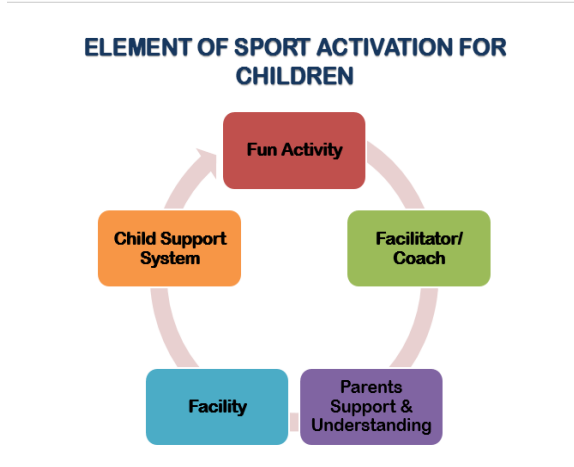 ELEMENT OF SPORT ACTIVATION FOR
CHILDREN
Fun Activity
Facilitator/
Coach
Parents
Support &
Understanding
Facility
Child Support
System